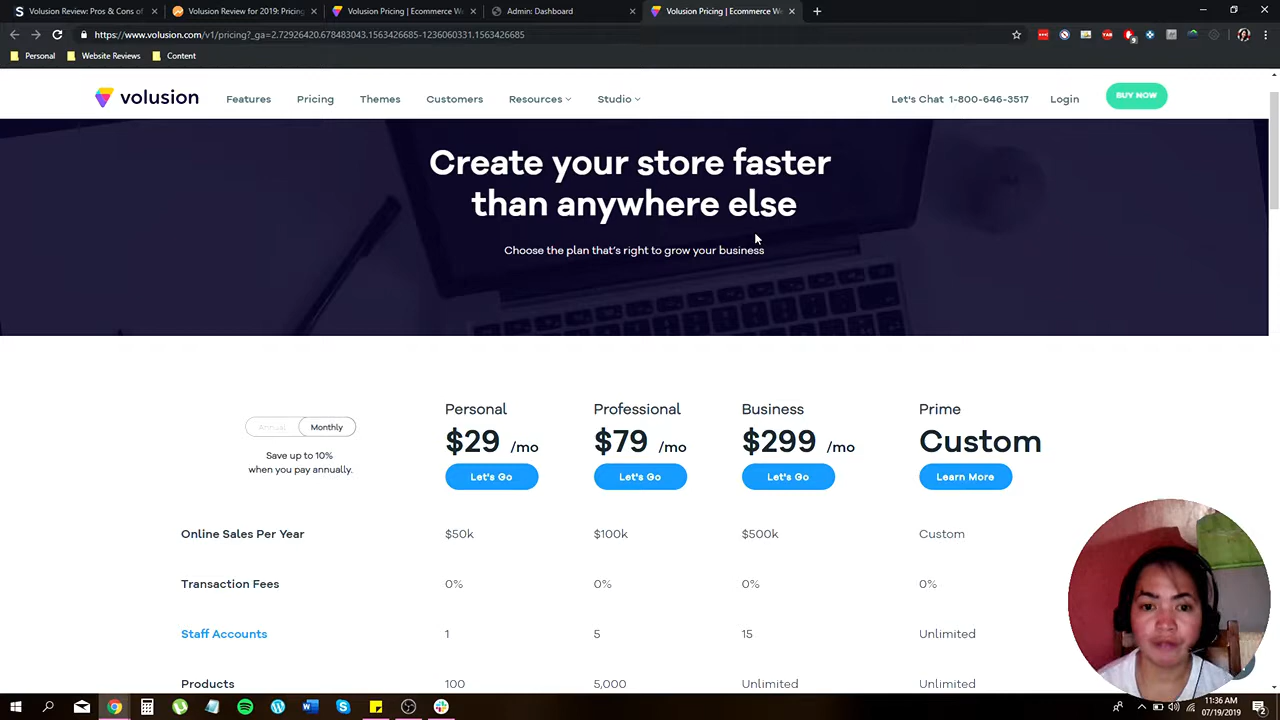 Volusion Review: Pros & Cons of
Volusion Review for 2019: Pricing
Volusion Pricing | Ecommerce We
Admin: Dashboard
Volusion Pricing | Ecommerce We
https://www.volusion.com/v1/pricing?_ga=2.72926420.678483043.1563426685-1236060331.1563426685
Personal
Website Reviews
Content
volusion
Features
Pricing
Themes
Customers
Resources
Studio
Let's Chat 1-800-646-3517
Login
BUY NOW
Create your store faster
than anywhere else
Choose the plan that's right to grow your business
Annual
Monthly
Save up to 10%
when you pay annually.
Personal
Professional
Business
Prime
$29 /mo
$79 /mo
$299 /mo
Custom
Let's Go
Let's Go
Let's Go
Learn More
Online Sales Per Year
$50k
$100k
$500k
Custom
Transaction Fees
0%
0%
0%
0%
Staff Accounts
1
5
15
Unlimited
Products
100
5,000
Unlimited
Unlimited
11:36 AM
07/19/2019